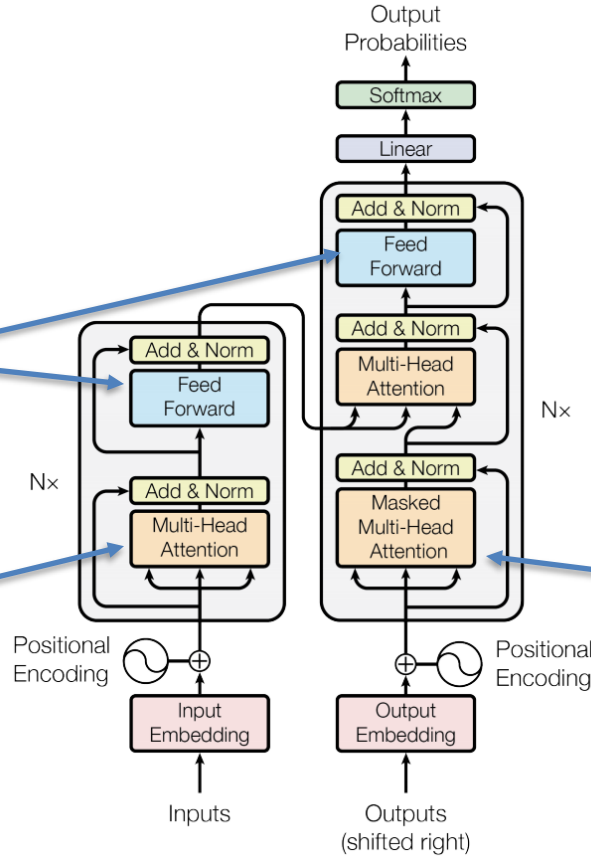 Output
Probabilities
Softmax
Linear
Add & Norm
Feed
Forward
Add & Norm
Multi-Head
Attention
Nx
Add & Norm
Masked
Multi-Head
Attention
Add & Norm
Feed
Forward
Nx
Add & Norm
Multi-Head
Attention
Positional
Encoding
Positional
Encoding
Input
Embedding
Output
Embedding
Inputs
Outputs
(shifted right)